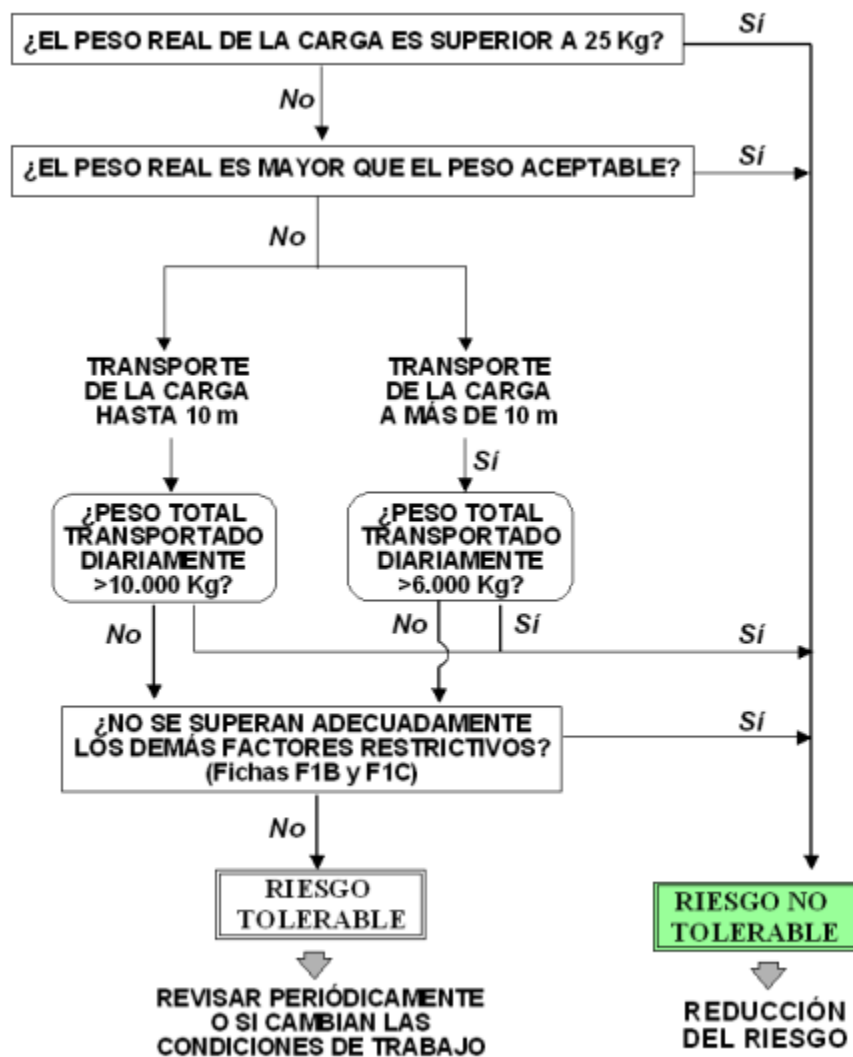 ¿EL PESO REAL DE LA CARGA ES SUPERIOR A 25 Kg?
Sí
No
¿EL PESO REAL ES MAYOR QUE EL PESO ACEPTABLE?
Sí
No
TRANSPORTE
DE LA CARGA
HASTA 10 m
TRANSPORTE
DE LA CARGA
A MÁS DE 10 m
Sí
¿PESO TOTAL
TRANSPORTADO
DIARIAMENTE
>10.000 Kg?
¿PESO TOTAL
TRANSPORTADO
DIARIAMENTE
>6.000 Kg?
No
No
Sí
Sí
¿NO SE SUPERAN ADECUADAMENTE
LOS DEMÁS FACTORES RESTRICTIVOS?
(Fichas F1B y F1C)
Sí
No
RIESGO
TOLERABLE
RIESGO NO
TOLERABLE
REVISAR PERIÓDICAMENTE
O SI CAMBIAN LAS
CONDICIONES DE TRABAJO
REDUCCIÓN
DEL RIESGO